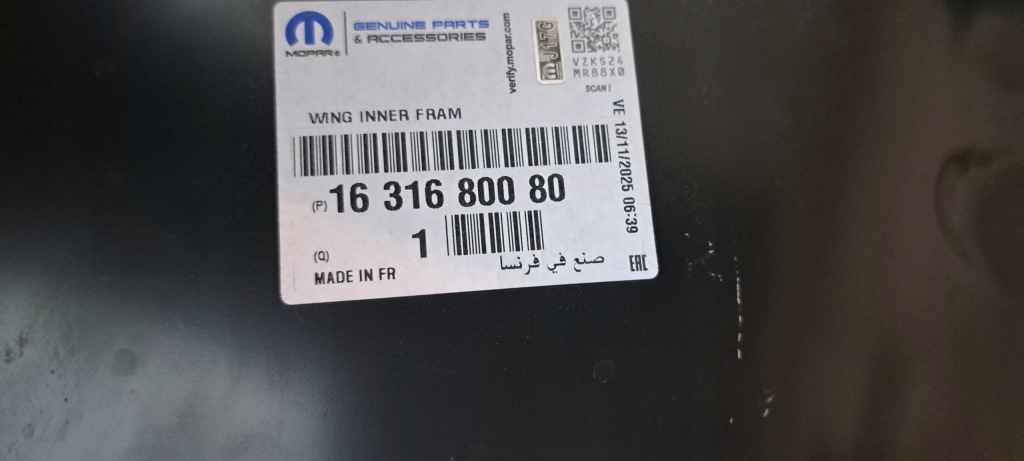 MOPAR®
GENUINE PARTS
& ACCESSORIES
verify.mopar.com
MJ17G
VZKS24
MR88X0
SCAN !
WING INNER FRAM
VE 13/11/2025 06:39
(P) 16 316 800 80
(Q) 1
MADE IN FR
صنع في فرنسا
EAC